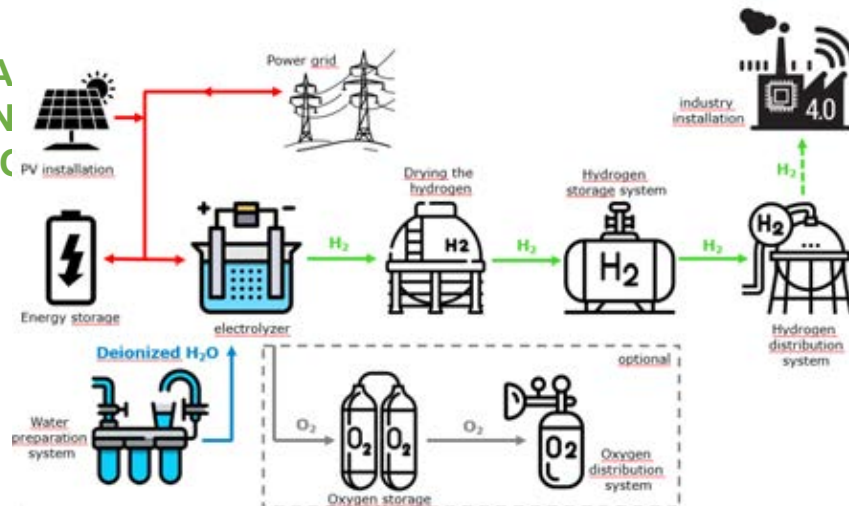 A
N
Power grid
industry
installation
4.0
PV installation
H₂
Drying the
hydrogen
Hydrogen
storage system
+
−
H₂
H2
H₂
H₂
H₂
H₂
Energy storage
electrolyzer
Hydrogen
distribution
system
Deionized H₂O
optional
Water
preparation
system
O₂
O₂
O₂
O₂
O2
Oxygen
distribution
system
Oxygen storage